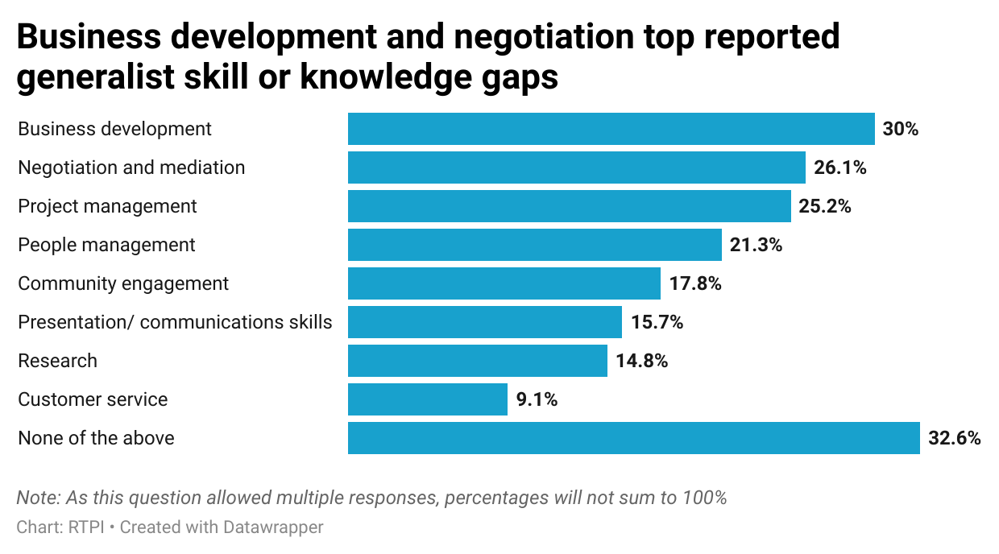 Business development and negotiation top reported
generalist skill or knowledge gaps
Business development 30%
Negotiation and mediation 26.1%
Project management 25.2%
People management 21.3%
Community engagement 17.8%
Presentation/ communications skills 15.7%
Research 14.8%
Customer service 9.1%
None of the above 32.6%
Note: As this question allowed multiple responses, percentages will not sum to 100%
Chart: RTPI • Created with Datawrapper